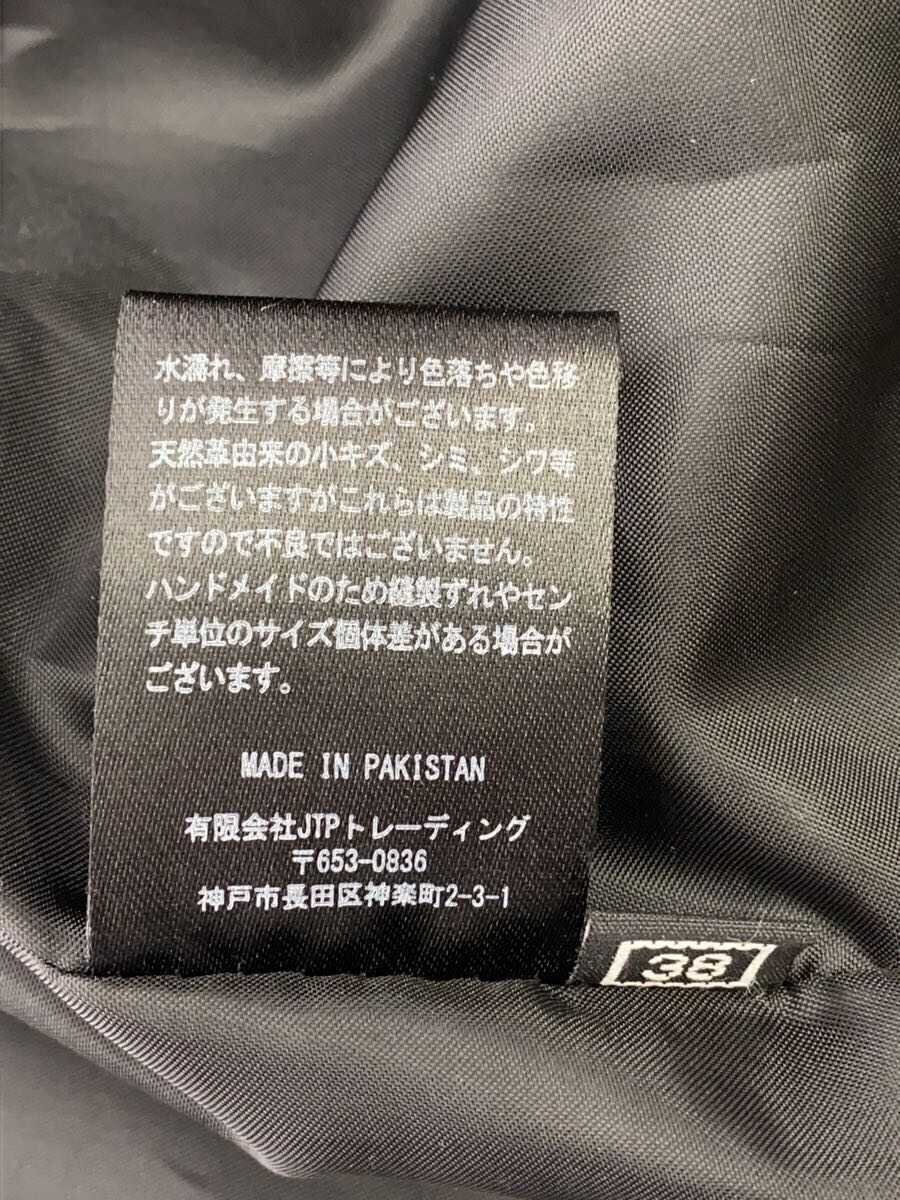 水濡れ、摩擦等により色落ちや色移
りが発生する場合がございます。
天然革由来の小キズ、シミ、シワ等
がございますがこれらは製品の特性
ですので不良ではございません。
ハンドメイドのため縫製ずれやセン
チ単位のサイズ個体差がある場合が
ございます。
MADE IN PAKISTAN
有限会社JTPトレーディング
〒653-0836
神戸市長田区神楽町2-3-1
38